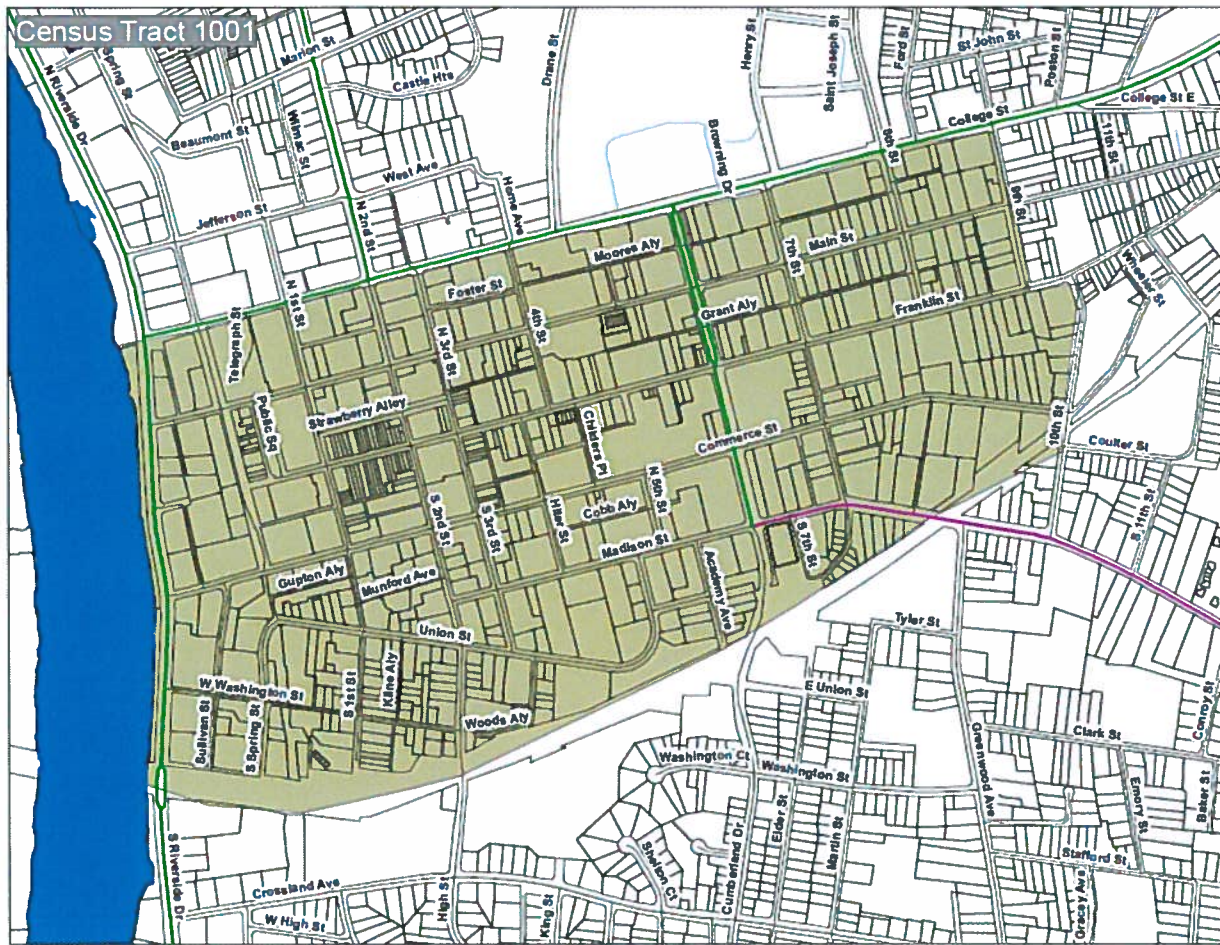 Census Tract 1001
N Riverside Dr
Spring St
Marion St
Castle Hts
Drane St
Henry St
Saint Joseph St
Ford St
St John St
Poston St
College St E
College St
Beaumont St
Wilmac St
West Ave
Home Ave
Browning Dr
8th St
11th St E
9th St
Jefferson St
N 2nd St
N 1st St
Foster St
Moores Aly
7th St
Main St
Wheeler St
Telegraph St
N 3rd St
4th St
Grant Aly
Franklin St
Strawberry Alley
Public Sq
Childers Pl
Commerce St
10th St
Coulter St
S 2nd St
S 3rd St
Hiter St
Cobb Aly
N 5th St
Madison St
S 7th St
S 11th St
Gupton Aly
Munford Ave
Academy Ave
Union St
Tyler St
W Washington St
S 1st St
Kline Aly
Woods Aly
E Union St
Sullivan St
S Spring St
Greenwood Ave
Clark St
Conroy St
Washington Ct
Washington St
Emory St
Baker St
Elder St
Martin St
Cumberland Dr
Shelton Ct
Stafford St
Gracey Ave
S Riverside Dr
Crossland Ave
W High St
High St
King St